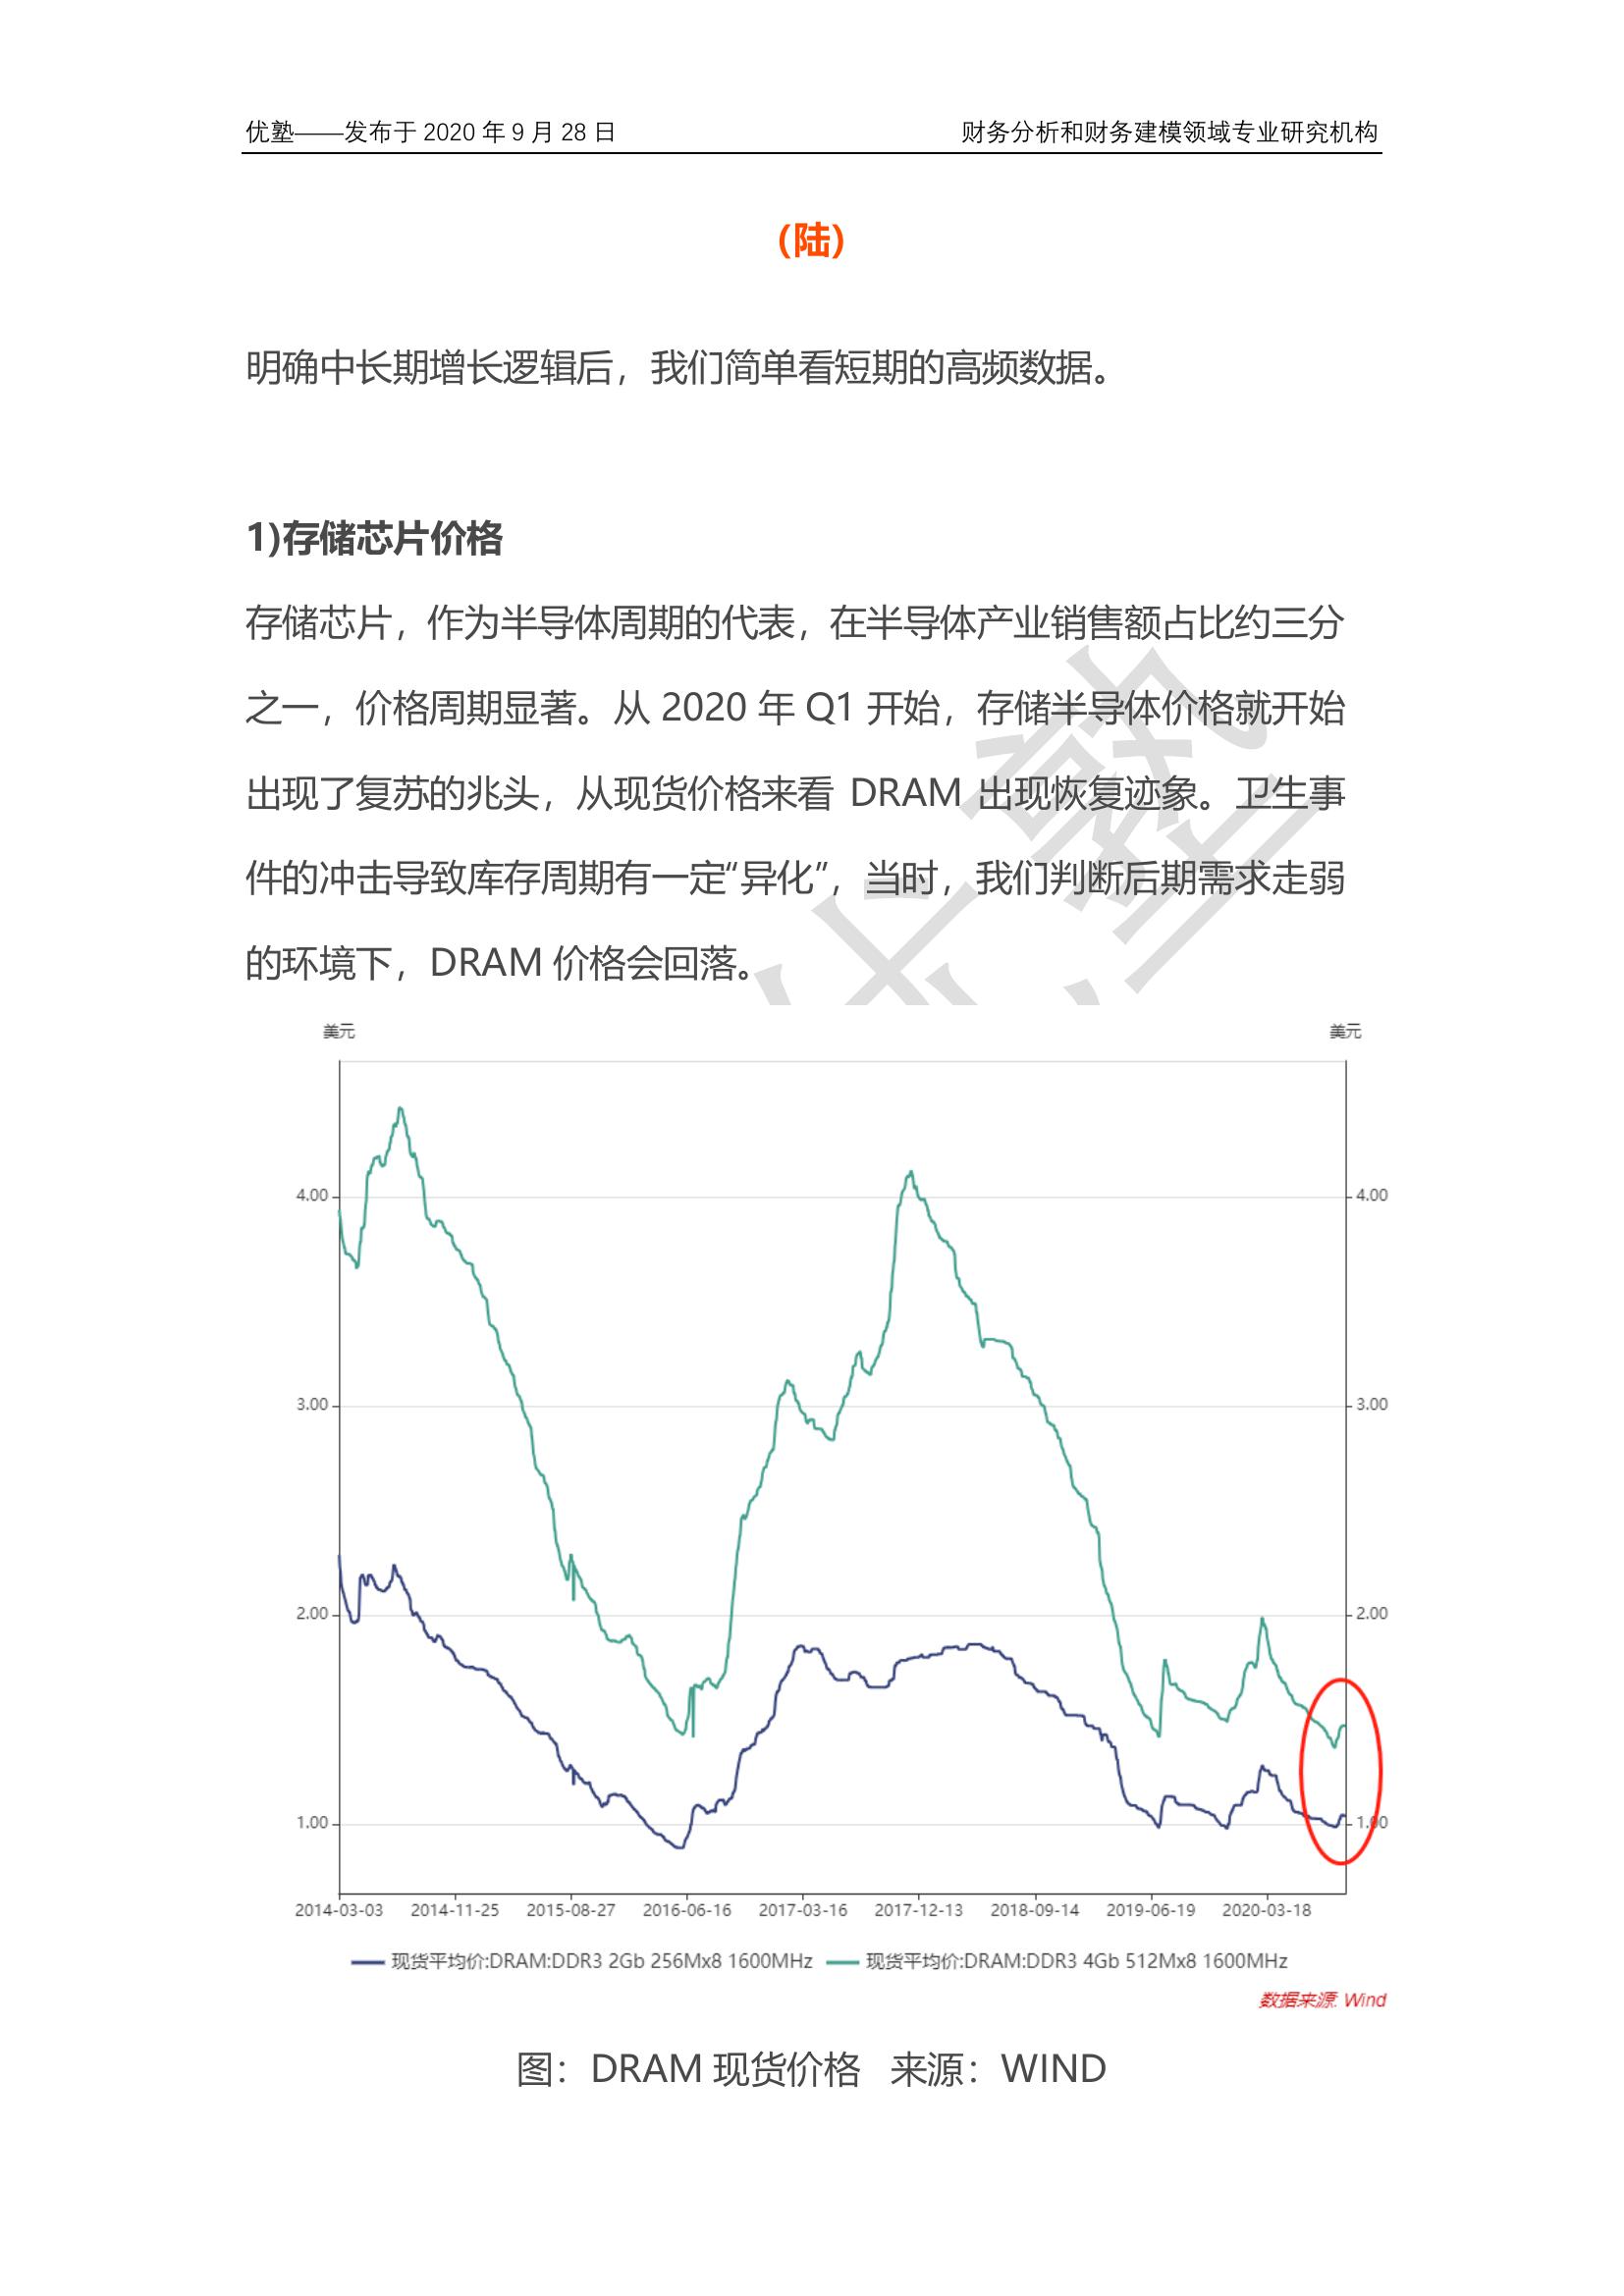 优塾——发布于 2020 年 9 月 28 日
财务分析和财务建模领域专业研究机构
(陆)
明确中长期增长逻辑后，我们简单看短期的高频数据。
1)存储芯片价格
存储芯片，作为半导体周期的代表，在半导体产业销售额占比约三分
之一，价格周期显著。从 2020 年 Q1 开始，存储半导体价格就开始
出现了复苏的兆头，从现货价格来看 DRAM 出现恢复迹象。卫生事
件的冲击导致库存周期有一定“异化”，当时，我们判断后期需求走弱
的环境下，DRAM 价格会回落。
美元
美元
4.00
4.00
3.00
3.00
2.00
2.00
1.00
1.00
2014-03-03 2014-11-25 2015-08-27 2016-06-16 2017-03-16 2017-12-13 2018-09-14 2019-06-19 2020-03-18
现货平均价:DRAM:DDR3 2Gb 256Mx8 1600MHz 现货平均价:DRAM:DDR3 4Gb 512Mx8 1600MHz
数据来源: Wind
图：DRAM 现货价格 来源：WIND